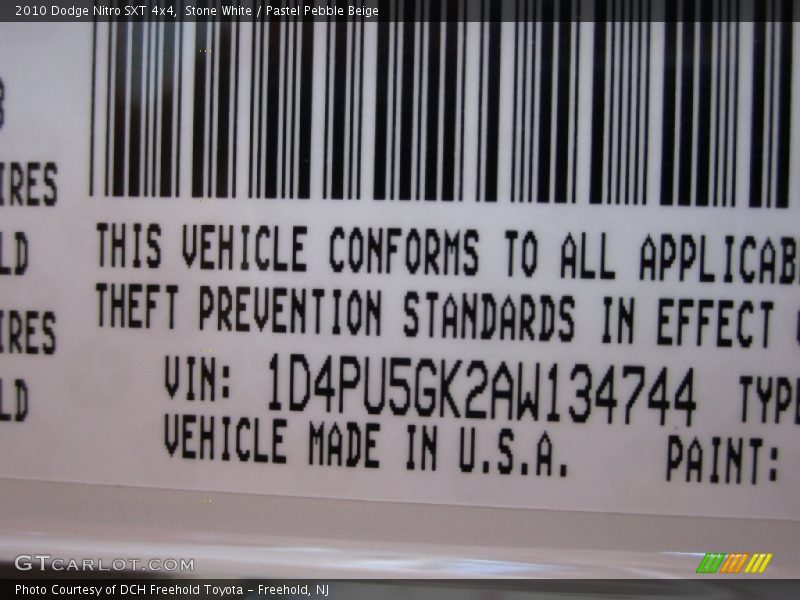 2010 Dodge Nitro SXT 4x4,  Stone White / Pastel Pebble Beige
IRES
LD
IRES
LD
THIS VEHICLE CONFORMS TO ALL APPLICAB
THEFT PREVENTION STANDARDS IN EFFECT
VIN: 1D4PU5GK2AW134744 TYPE
VEHICLE MADE IN U.S.A. PAINT:
GTCARLOT.COM
Photo Courtesy of DCH Freehold Toyota - Freehold, NJ